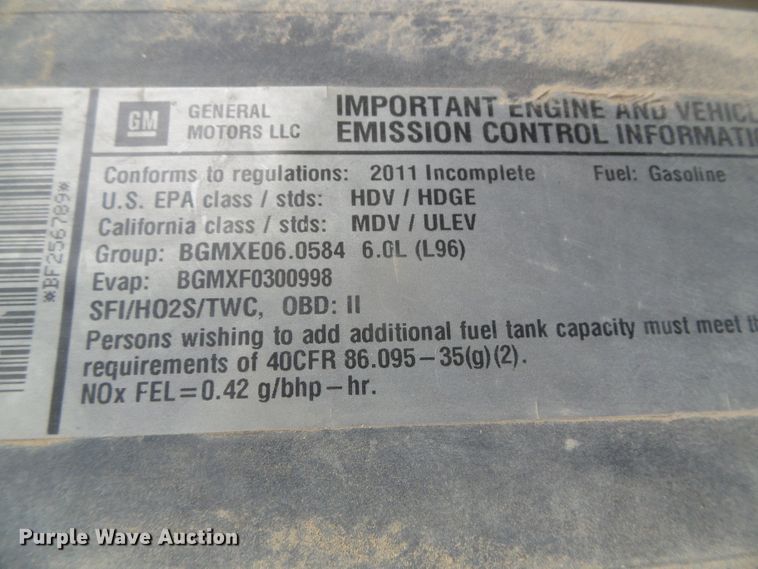 GM
GENERAL
MOTORS LLC
IMPORTANT ENGINE AND VEHICL
EMISSION CONTROL INFORMATI
Conforms to regulations: 2011 Incomplete Fuel: Gasoline
U.S. EPA class / stds: HDV / HDGE
California class / stds: MDV / ULEV
Group: BGMXE06.0584 6.0L (L96)
Evap: BGMXF0300998
SFI/HO2S/TWC, OBD: II
Persons wishing to add additional fuel tank capacity must meet th
requirements of 40CFR 86.095-35(g)(2).
NOx FEL=0.42 g/bhp-hr.
*BF256789*
Purple Wave Auction